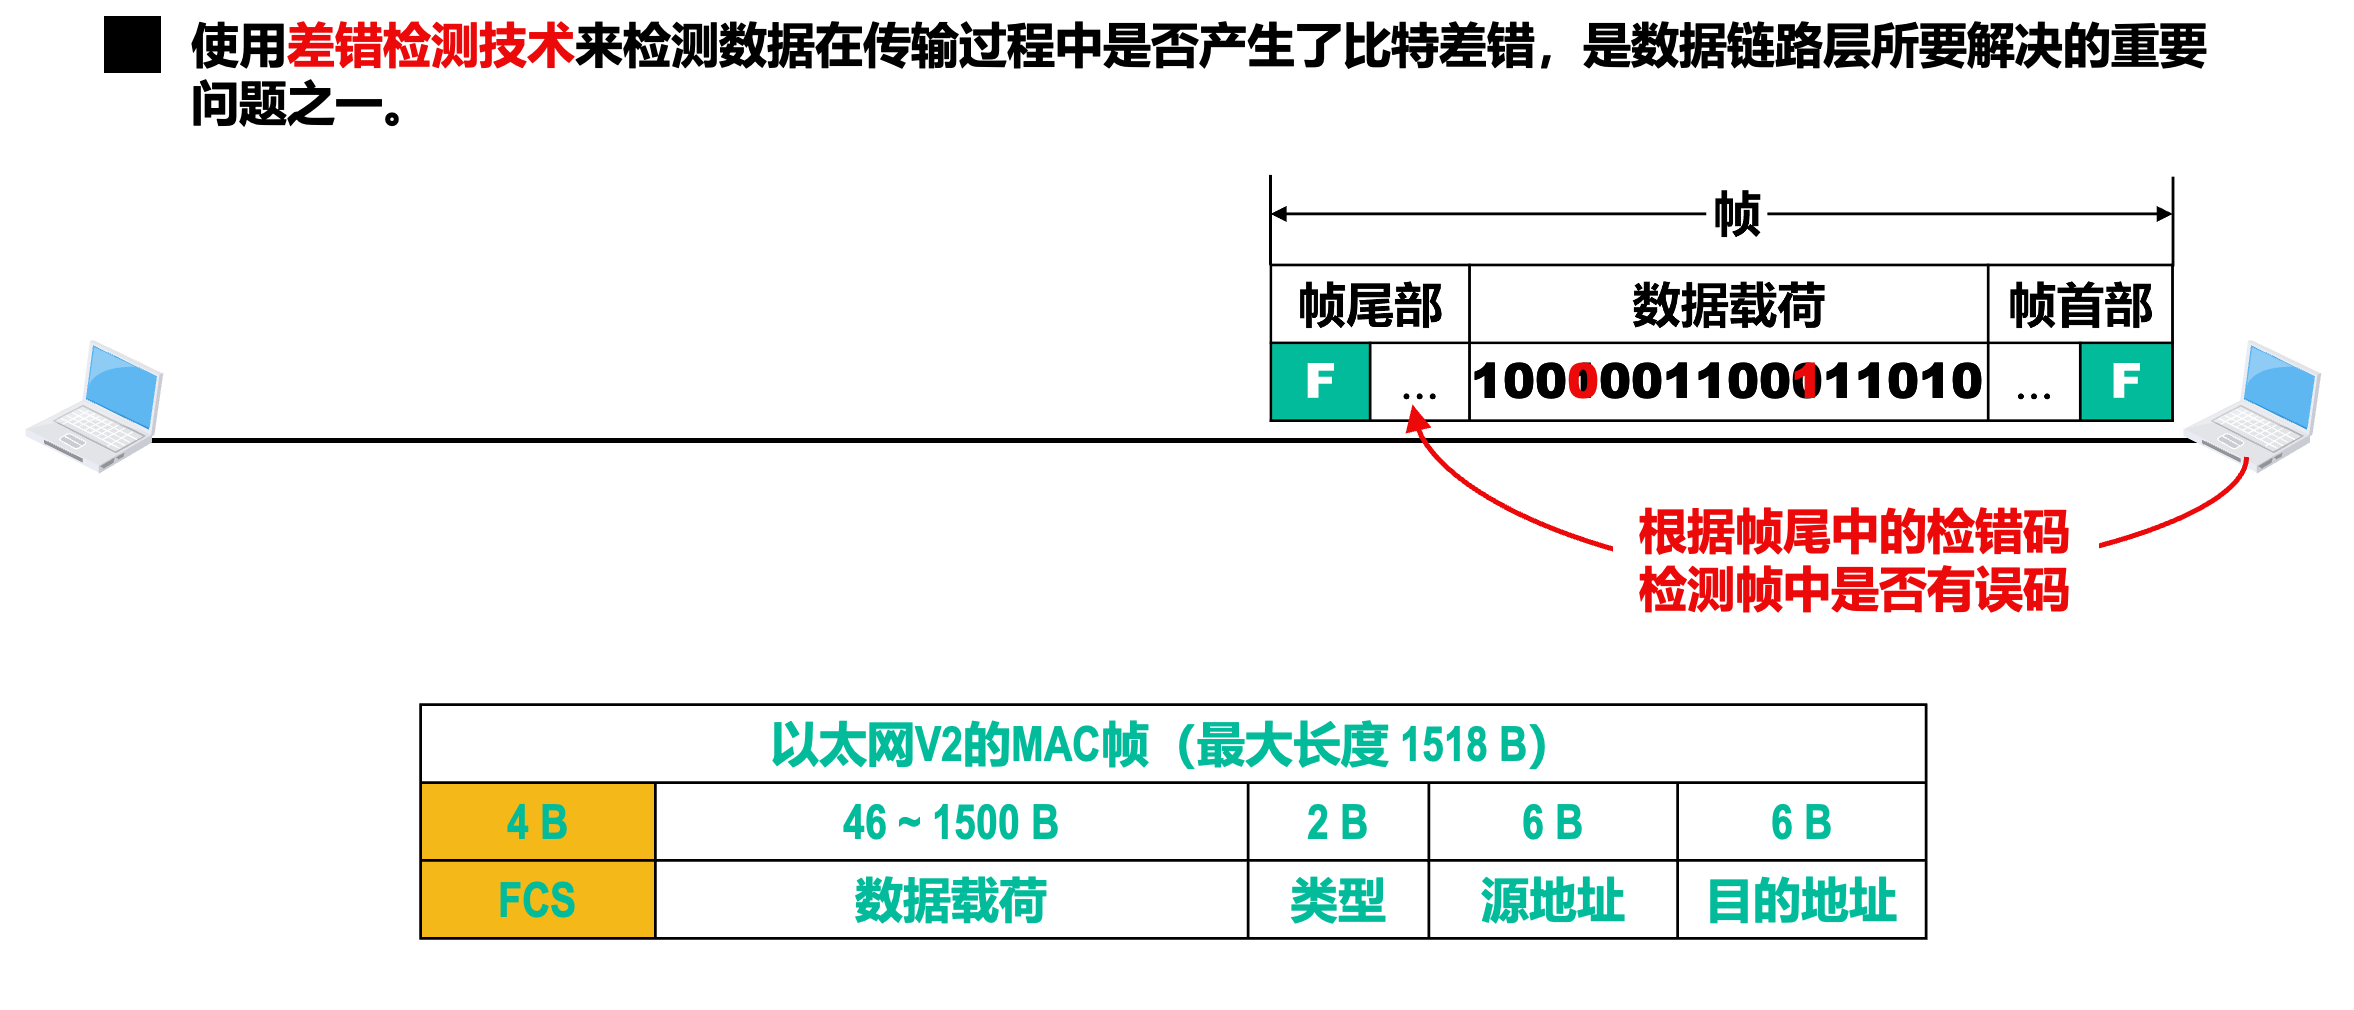 使用差错检测技术来检测数据在传输过程中是否产生了比特差错，是数据链路层所要解决的重要
问题之一。
帧
帧尾部 数据载荷 帧首部
F … 1000001100111010 … F
根据帧尾中的检错码
检测帧中是否有误码
以太网V2的MAC帧（最大长度 1518 B）
4 B 46 ~ 1500 B 2 B 6 B 6 B
FCS 数据载荷 类型 源地址 目的地址